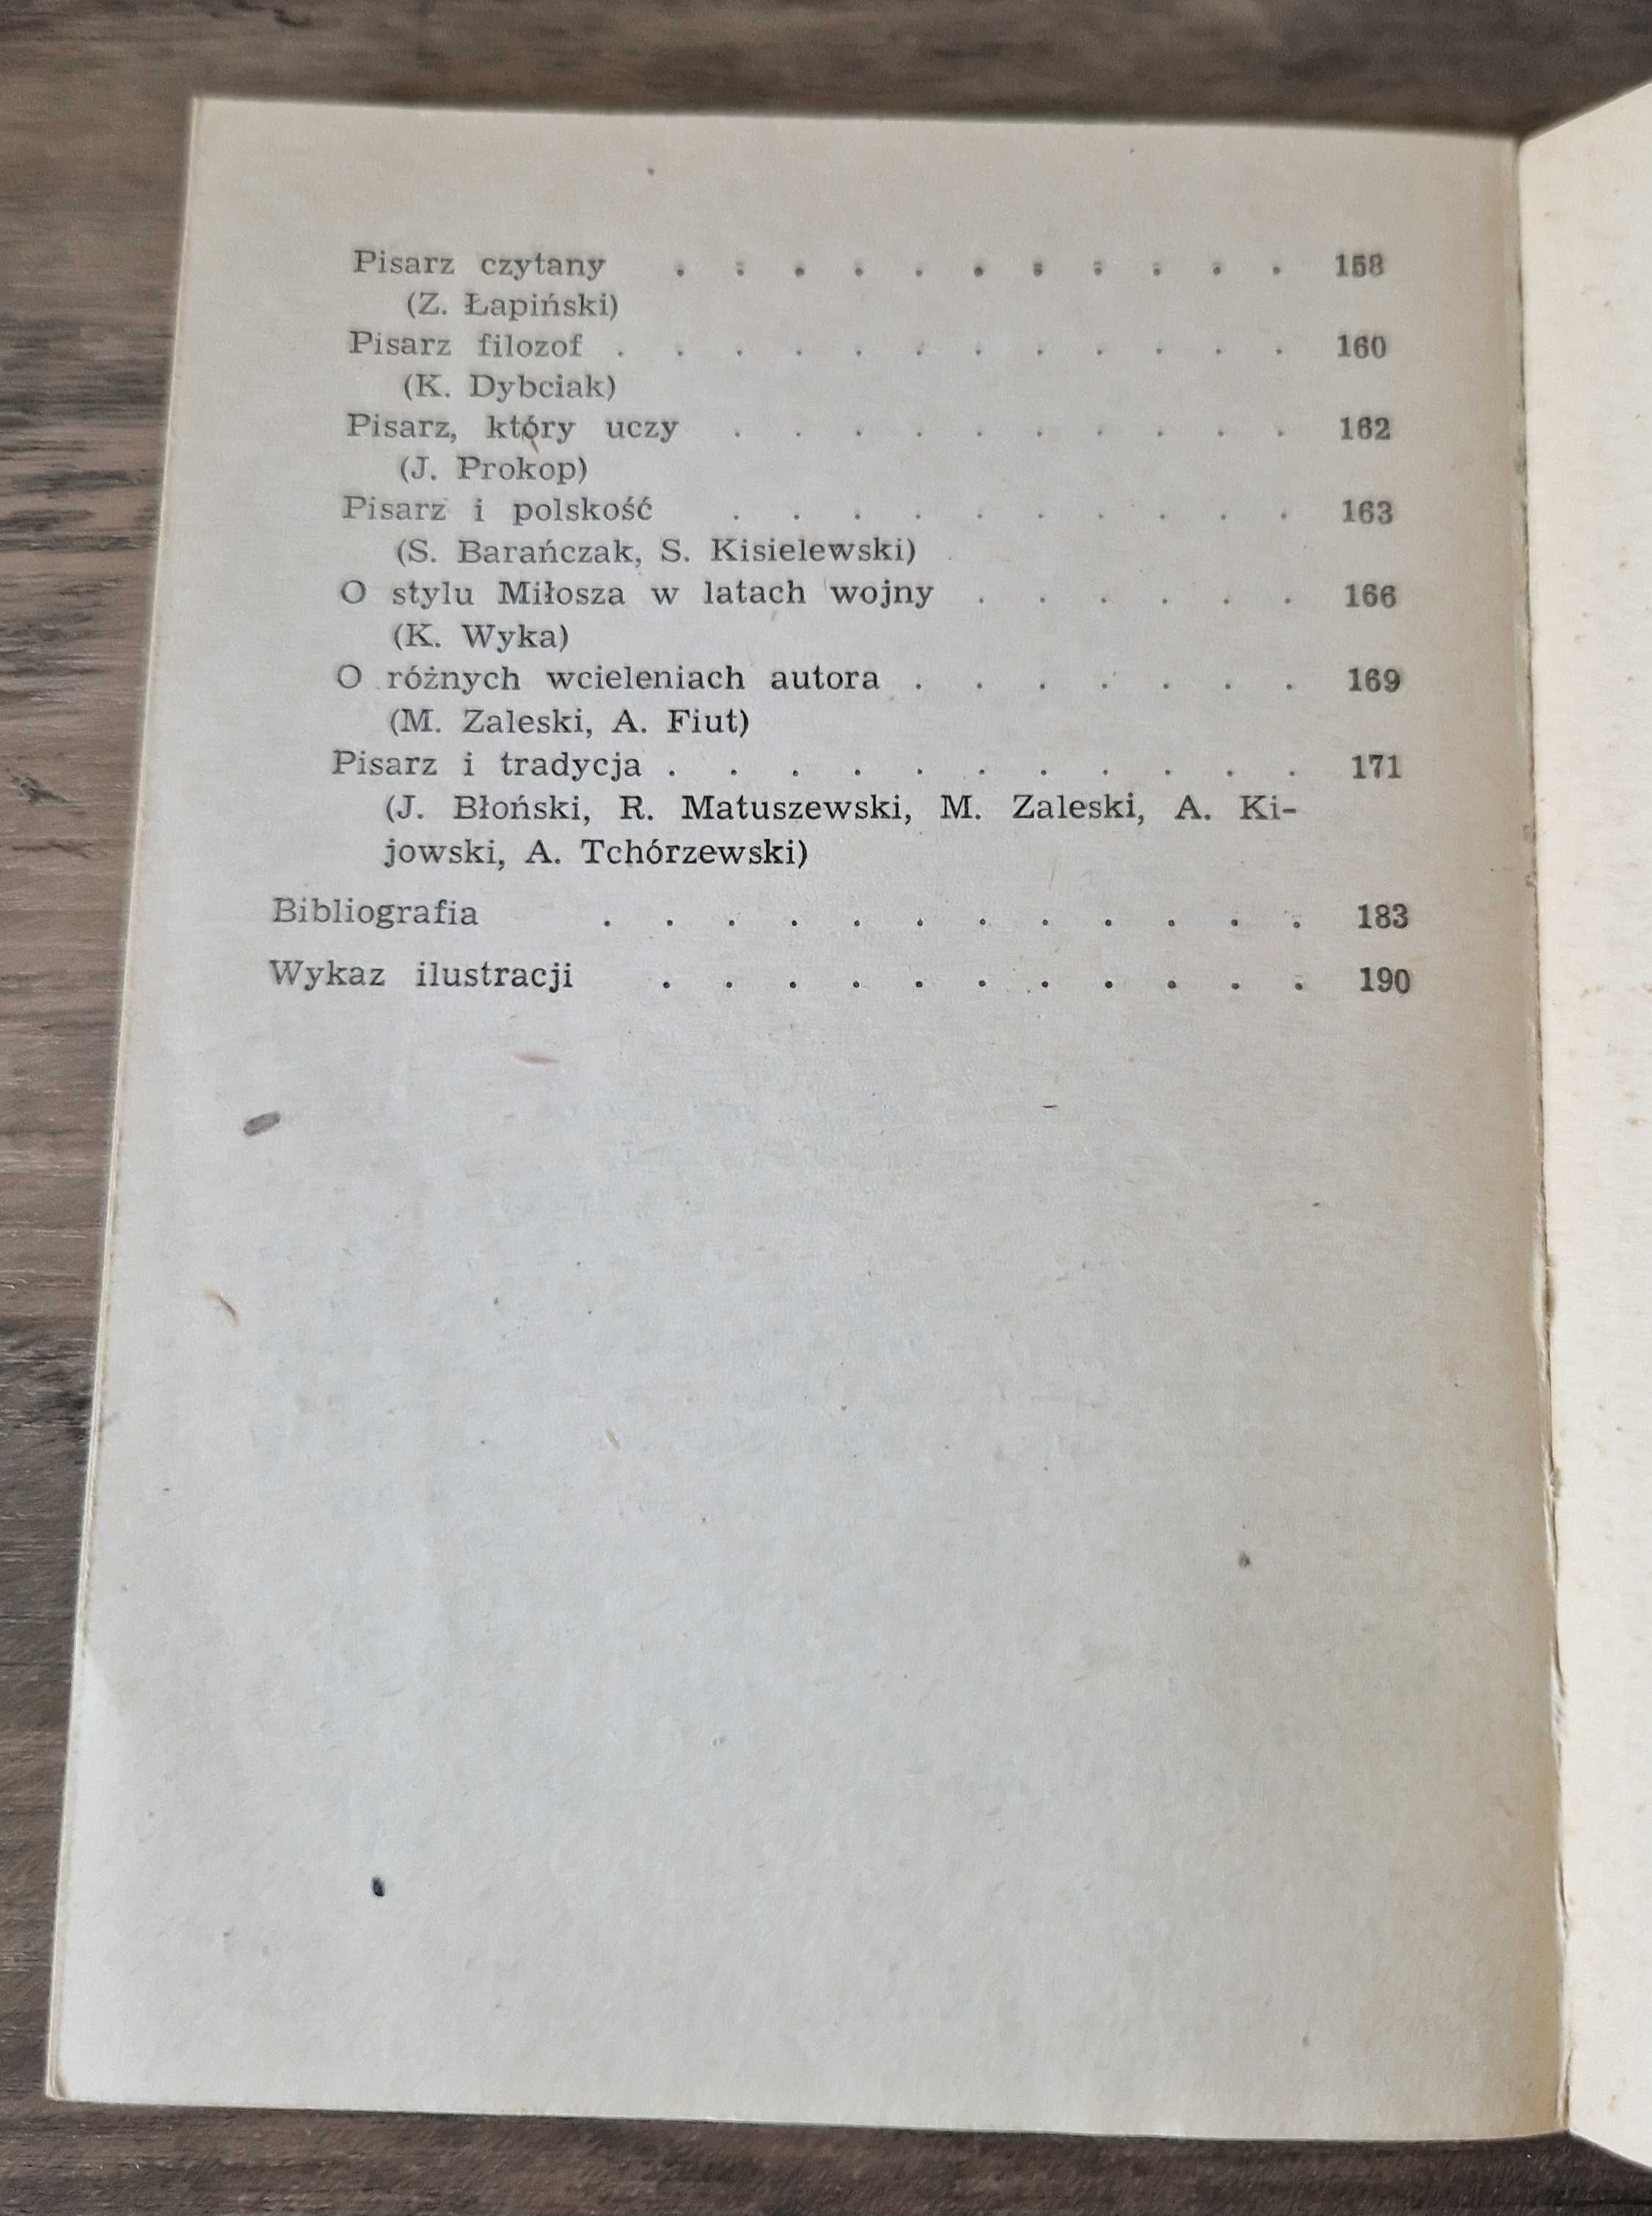 Pisarz czytany . . . . . . . . . . . 158
(Z. Łapiński)
Pisarz filozof . . . . . . . . . . . . 160
(K. Dybciak)
Pisarz, który uczy . . . . . . . . . . 162
(J. Prokop)
Pisarz i polskość . . . . . . . . . . 163
(S. Barańczak, S. Kisielewski)
O stylu Miłosza w latach wojny . . . . . . 166
(K. Wyka)
O różnych wcieleniach autora . . . . . . . 169
(M. Zaleski, A. Fiut)
Pisarz i tradycja . . . . . . . . . . . 171
(J. Błoński, R. Matuszewski, M. Zaleski, A. Ki-
jowski, A. Tchórzewski)
Bibliografia . . . . . . . . . . . . 183
Wykaz ilustracji . . . . . . . . . . . 190